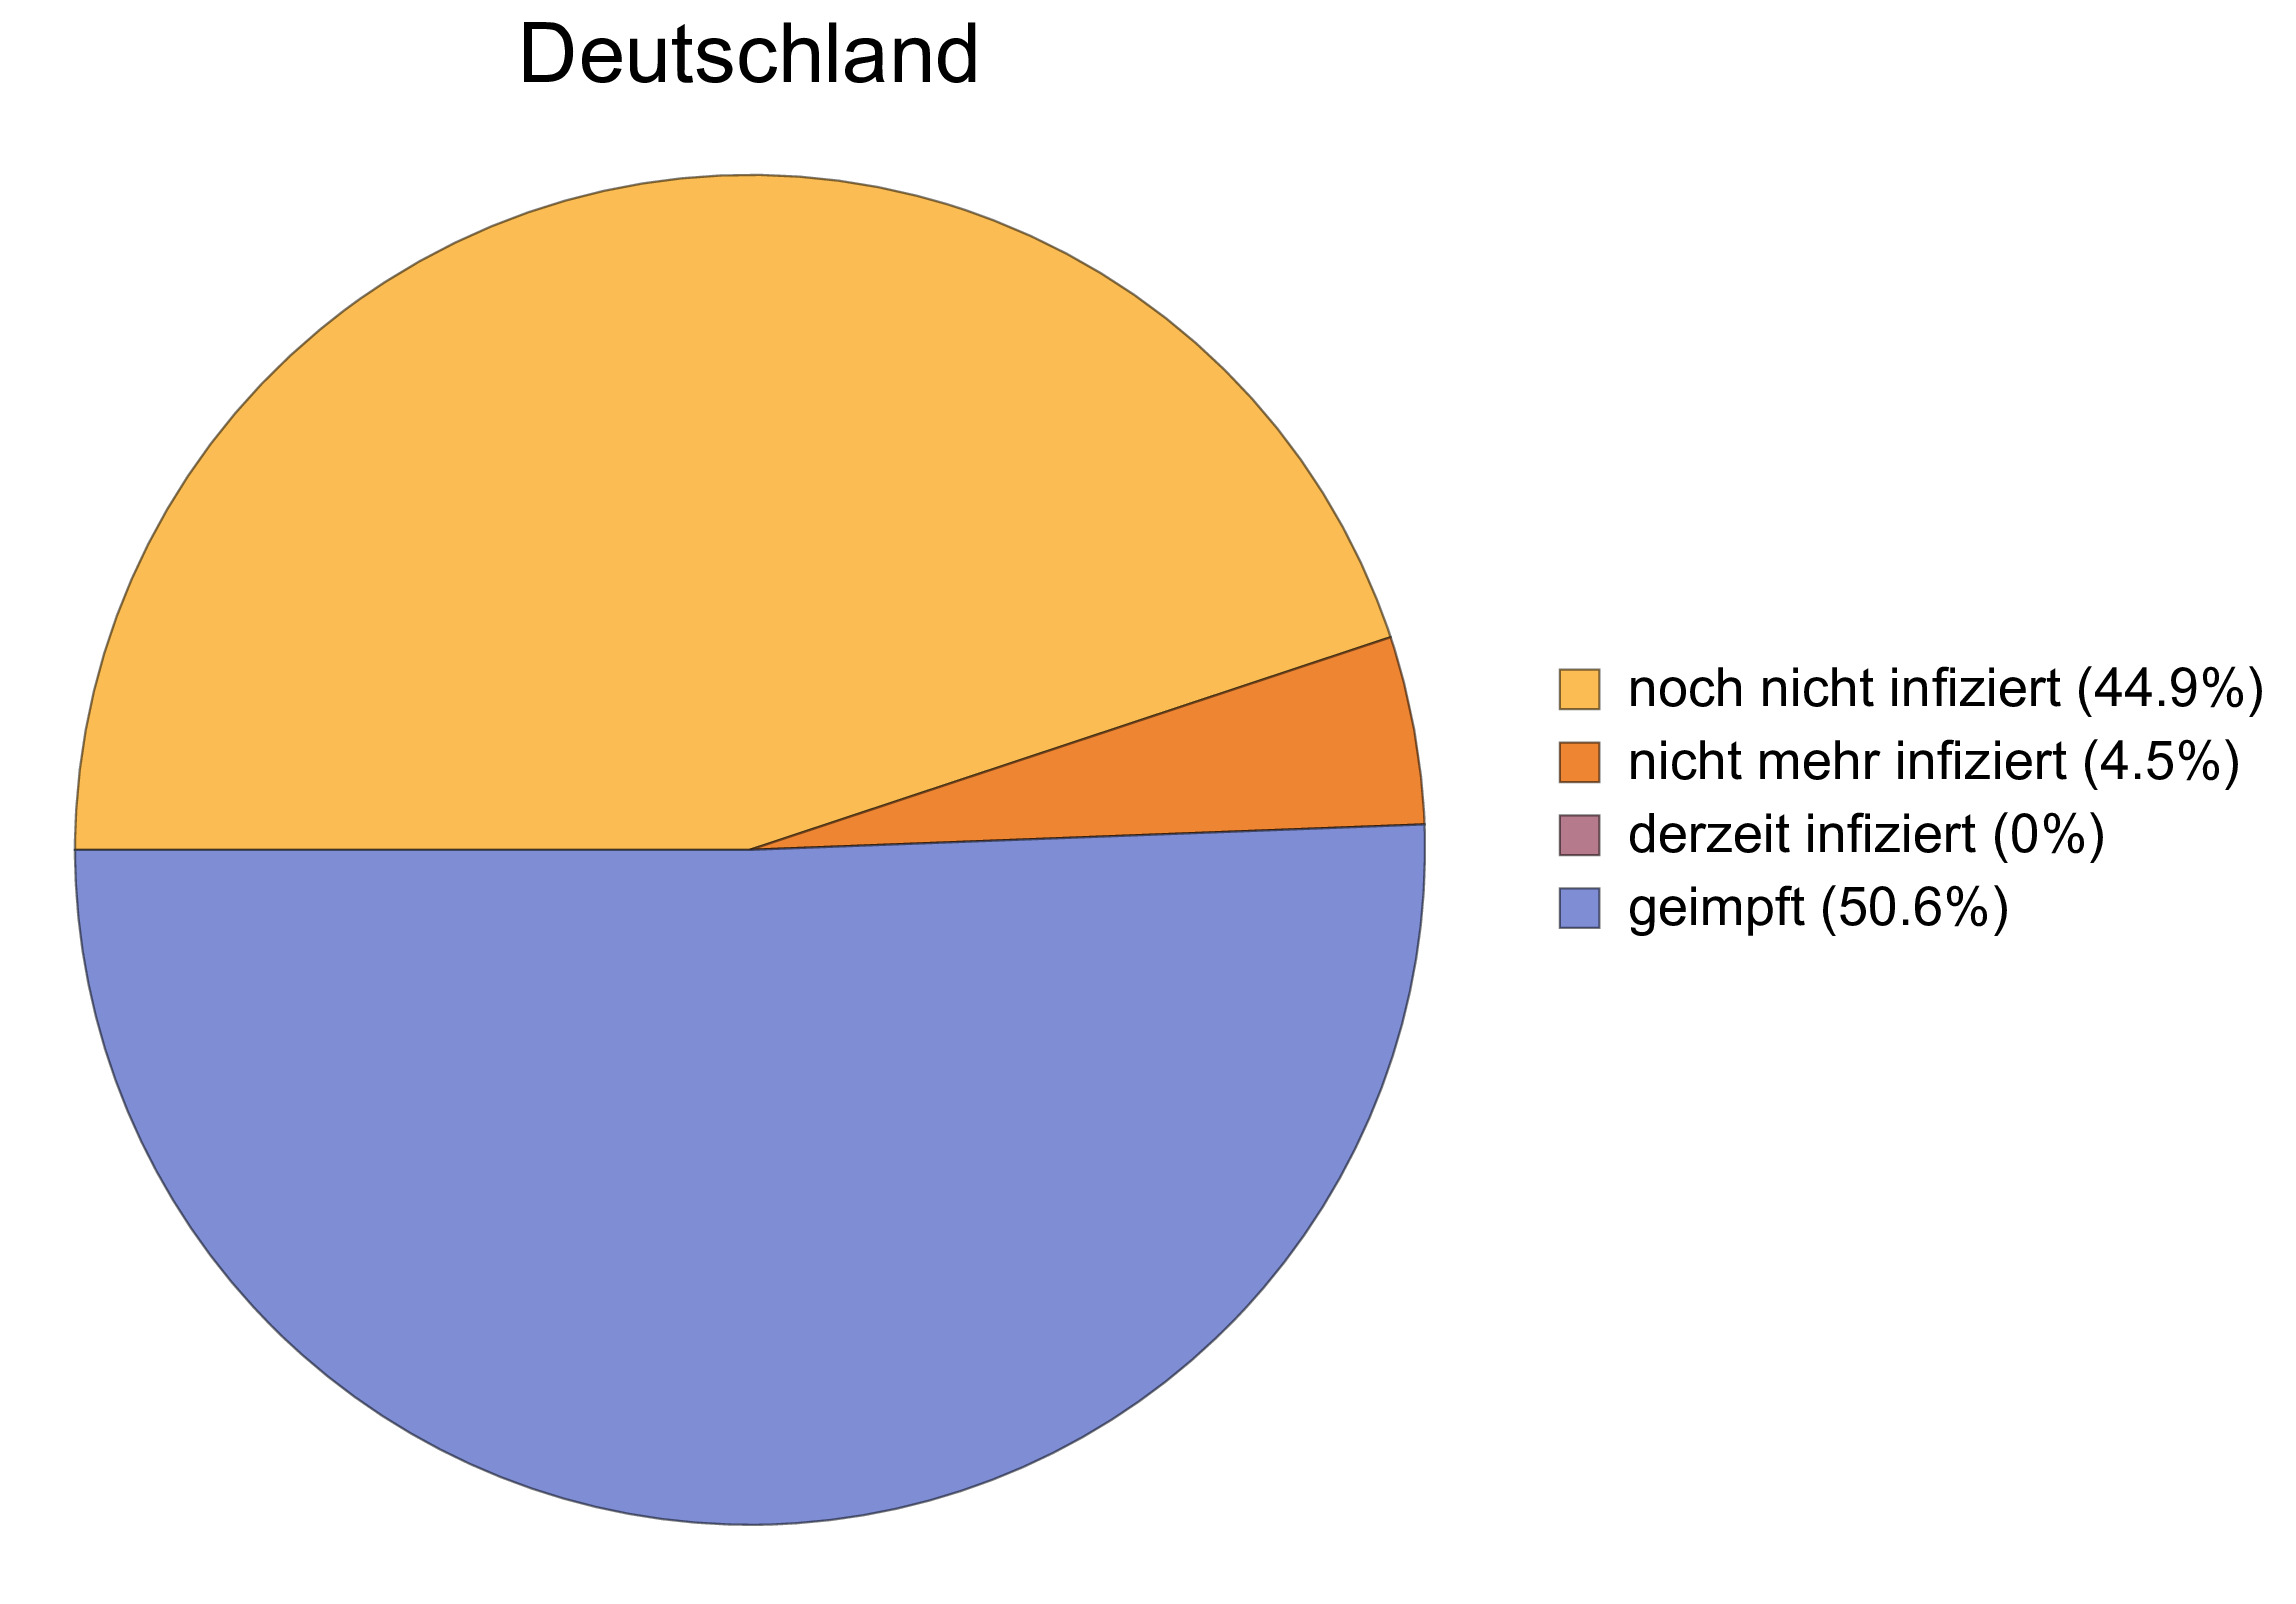 Deutschland
noch nicht infiziert (44.9%)
nicht mehr infiziert (4.5%)
derzeit infiziert (0%)
geimpft (50.6%)